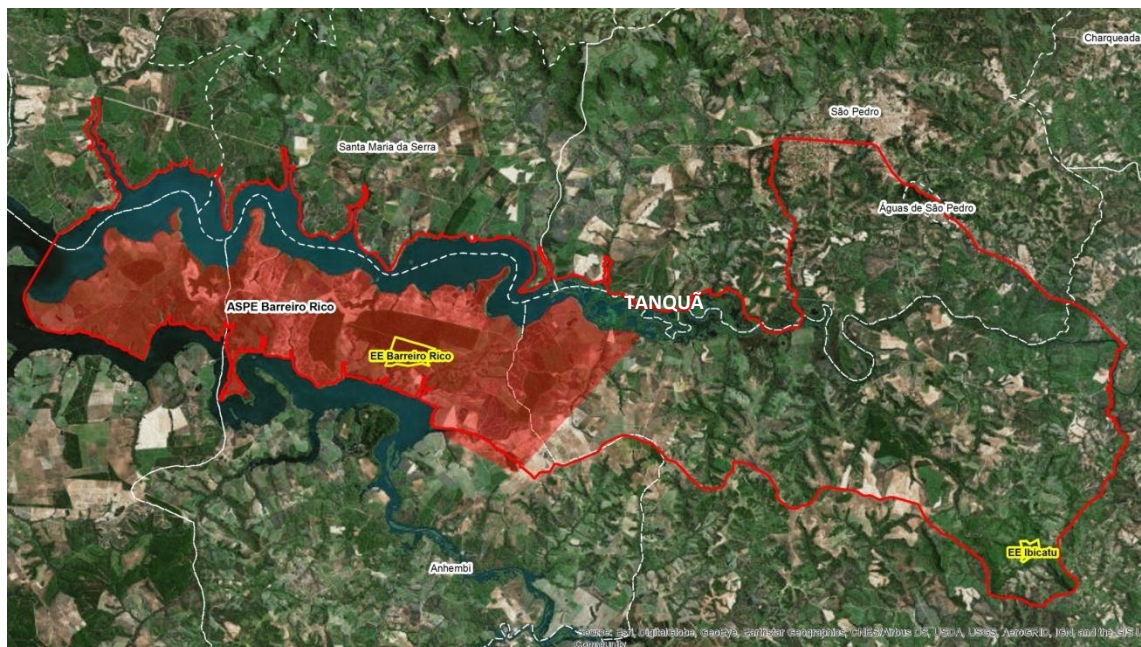 Charqueada
São Pedro
Santa Maria da Serra
Águas de São Pedro
TANQUÃ
ASPE Barreiro Rico
EE Barreiro Rico
EE Ibicatu
Anhembi
Source: Esri, DigitalGlobe, GeoEye, Earthstar Geographics, CNES/Airbus DS, USDA, USGS, AeroGRID, IGN, and the GIS U
Community